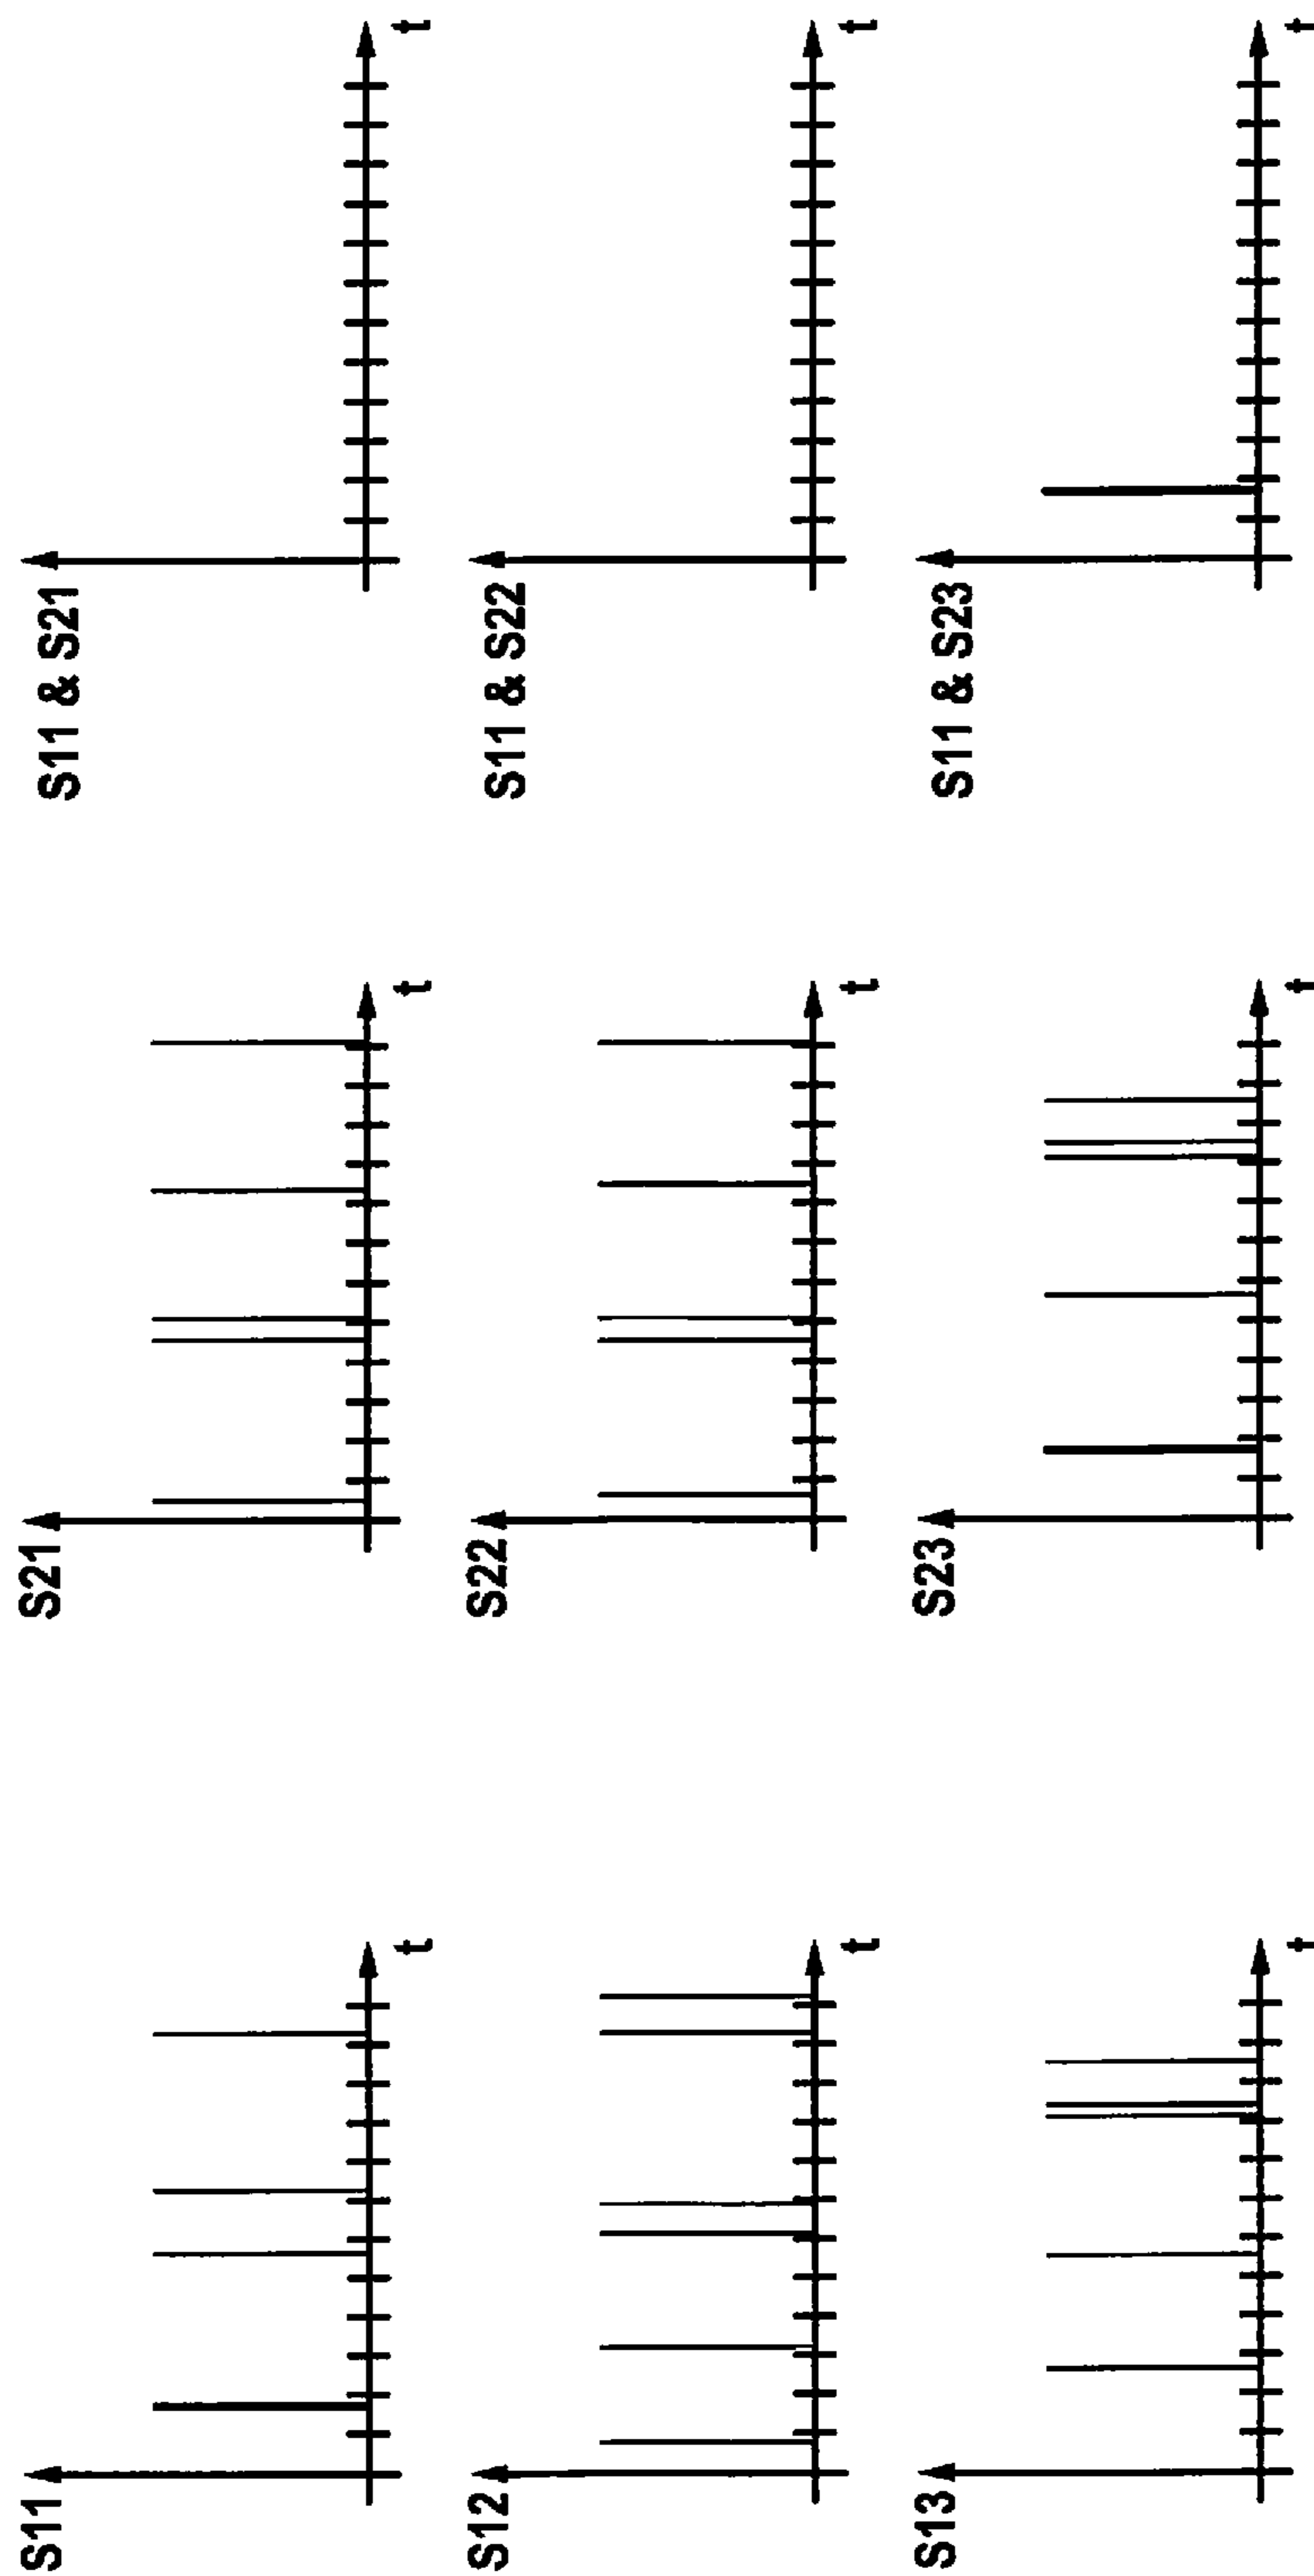 S11
t
S21
t
S11 & S21
t
S12
t
S22
t
S11 & S22
t
S13
t
S23
t
S11 & S23
t